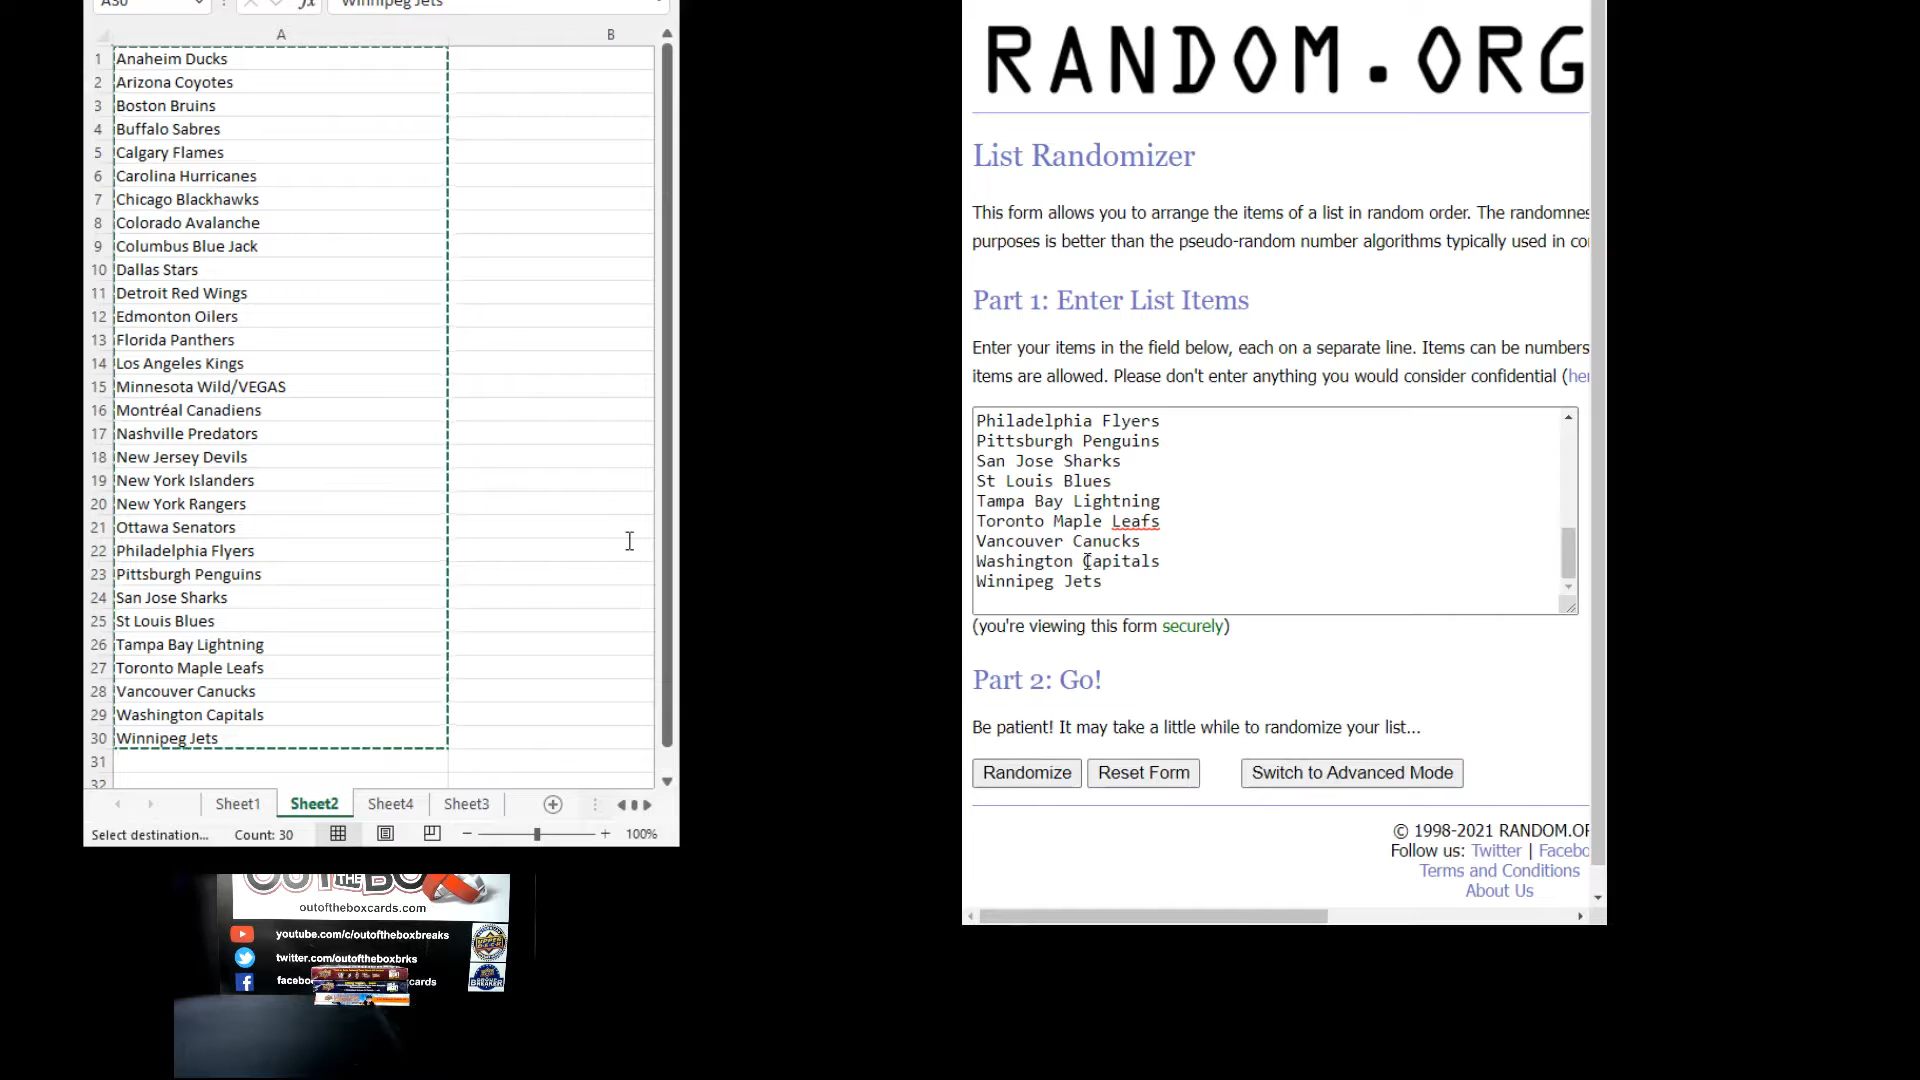 A30
fx
Winnipeg Jets
A
B
1 Anaheim Ducks
2 Arizona Coyotes
3 Boston Bruins
4 Buffalo Sabres
5 Calgary Flames
6 Carolina Hurricanes
7 Chicago Blackhawks
8 Colorado Avalanche
9 Columbus Blue Jack
10 Dallas Stars
11 Detroit Red Wings
12 Edmonton Oilers
13 Florida Panthers
14 Los Angeles Kings
15 Minnesota Wild/VEGAS
16 Montréal Canadiens
17 Nashville Predators
18 New Jersey Devils
19 New York Islanders
20 New York Rangers
21 Ottawa Senators
22 Philadelphia Flyers
23 Pittsburgh Penguins
24 San Jose Sharks
25 St Louis Blues
26 Tampa Bay Lightning
27 Toronto Maple Leafs
28 Vancouver Canucks
29 Washington Capitals
30 Winnipeg Jets
31
32
Sheet1 Sheet2 Sheet4 Sheet3
Select destination... Count: 30 100%
OUT THE BOX
outoftheboxcards.com
youtube.com/c/outoftheboxbreaks
twitter.com/outoftheboxbrks
facebo cards
RANDOM.ORG
List Randomizer
This form allows you to arrange the items of a list in random order. The randomnes
purposes is better than the pseudo-random number algorithms typically used in co
Part 1: Enter List Items
Enter your items in the field below, each on a separate line. Items can be numbers
items are allowed. Please don't enter anything you would consider confidential (her
Philadelphia Flyers
Pittsburgh Penguins
San Jose Sharks
St Louis Blues
Tampa Bay Lightning
Toronto Maple Leafs
Vancouver Canucks
Washington Capitals
Winnipeg Jets
(you're viewing this form securely)
Part 2: Go!
Be patient! It may take a little while to randomize your list...
Randomize Reset Form Switch to Advanced Mode
© 1998-2021 RANDOM.OR
Follow us: Twitter | Facebo
Terms and Conditions
About Us